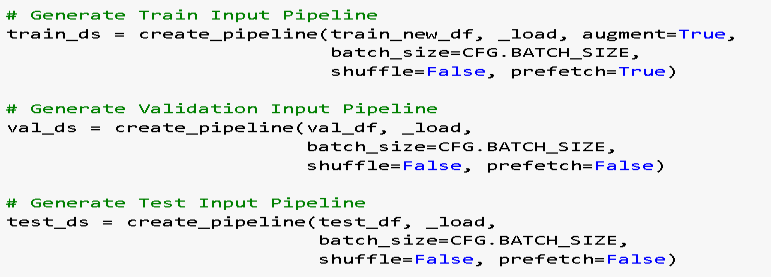 # Generate Train Input Pipeline
train_ds = create_pipeline(train_new_df, _load, augment=True,
                           batch_size=CFG.BATCH_SIZE,
                           shuffle=False, prefetch=True)

# Generate Validation Input Pipeline
val_ds = create_pipeline(val_df, _load,
                         batch_size=CFG.BATCH_SIZE,
                         shuffle=False, prefetch=False)

# Generate Test Input Pipeline
test_ds = create_pipeline(test_df, _load,
                          batch_size=CFG.BATCH_SIZE,
                          shuffle=False, prefetch=False)